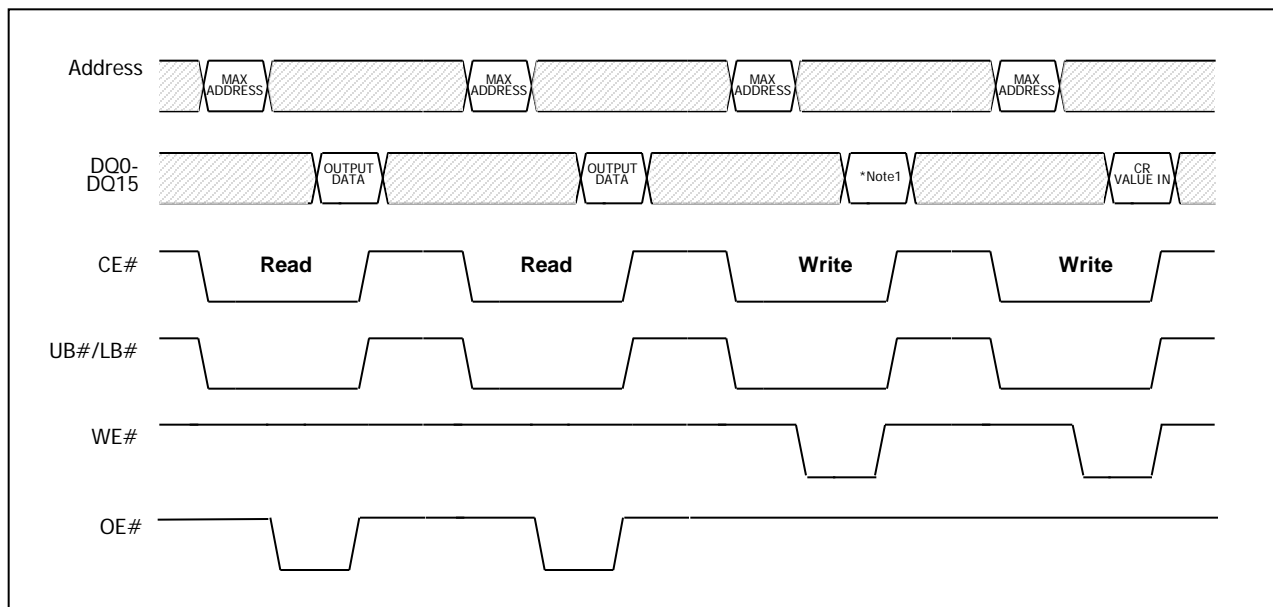 Address
MAX
ADDRESS
MAX
ADDRESS
MAX
ADDRESS
MAX
ADDRESS
DQ0-
DQ15
OUTPUT
DATA
OUTPUT
DATA
*Note1
CR
VALUE IN
CE#
Read
Read
Write
Write
UB#/LB#
WE#
OE#